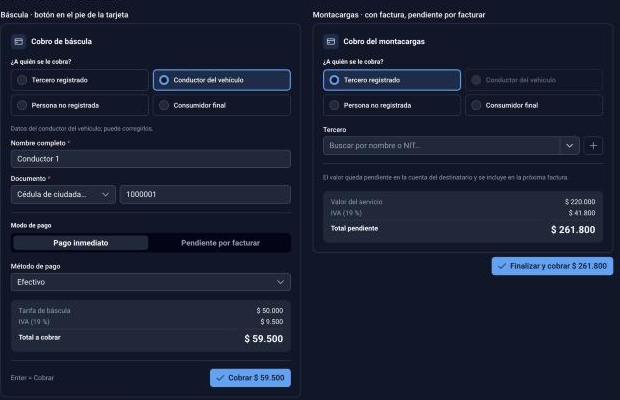 Báscula · botón en el pie de la tarjeta
Cobro de báscula
¿A quién se le cobra?
Tercero registrado
Conductor del vehículo
Persona no registrada
Consumidor final
Datos del conductor del vehículo; puede corregirlos.
Nombre completo *
Conductor 1
Documento *
Cédula de ciudada...
1000001
Modo de pago
Pago inmediato
Pendiente por facturar
Método de pago
Efectivo
Tarifa de báscula $ 50.000
IVA (19 %) $ 9.500
Total a cobrar $ 59.500
Enter = Cobrar
Cobrar $ 59.500
Montacargas · con factura, pendiente por facturar
Cobro del montacargas
¿A quién se le cobra?
Tercero registrado
Conductor del vehículo
Persona no registrada
Consumidor final
Tercero
Buscar por nombre o NIT...
El valor queda pendiente en la cuenta del destinatario y se incluye en la próxima factura.
Valor del servicio $ 220.000
IVA (19 %) $ 41.800
Total pendiente $ 261.800
Finalizar y cobrar $ 261.800